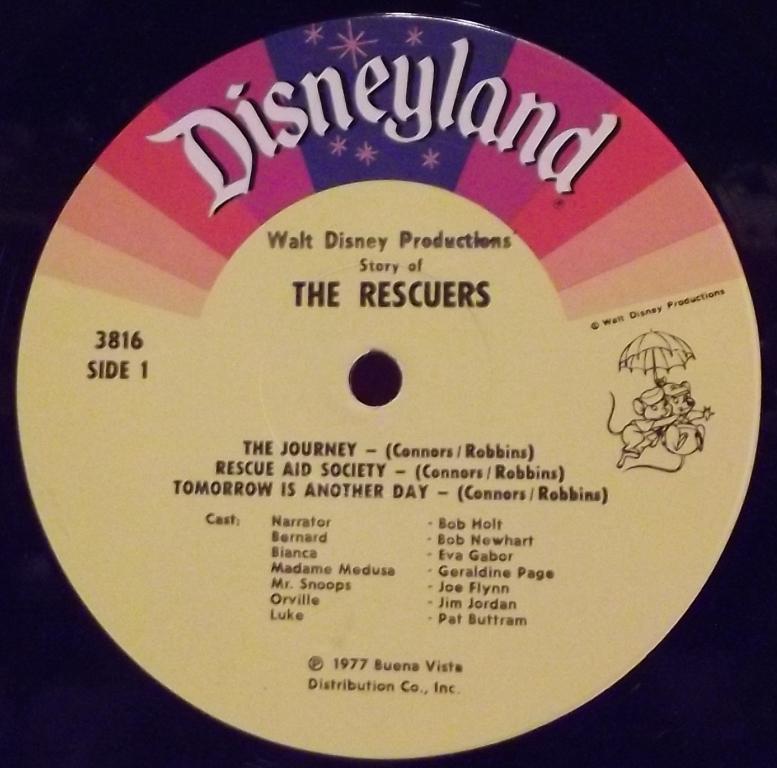 Disneyland
Walt Disney Productions'
Story of
THE RESCUERS
© Walt Disney Productions
3816
SIDE 1
THE JOURNEY – (Connors / Robbins)
RESCUE AID SOCIETY – (Connors / Robbins)
TOMORROW IS ANOTHER DAY – (Connors / Robbins)
Cast: Narrator - Bob Holt
Bernard - Bob Newhart
Bianca - Eva Gabor
Madame Medusa - Geraldine Page
Mr. Snoops - Joe Flynn
Orville - Jim Jordan
Luke - Pat Buttram
℗ 1977 Buena Vista
Distribution Co., Inc.